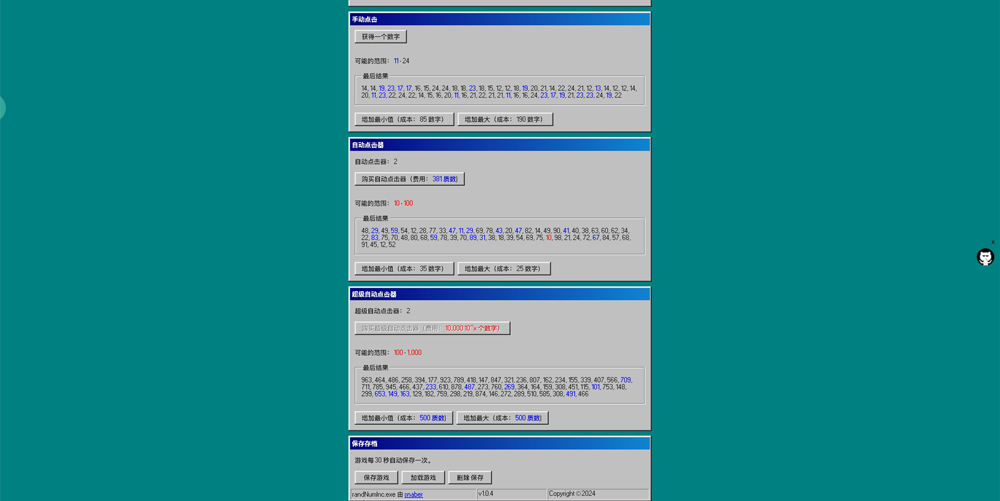 手动点击
获得一个数字
可能的范围： 11 - 24
最后结果
14, 14, 19, 23, 17, 17, 16, 15, 24, 24, 18, 18, 23, 18, 15, 12, 12, 18, 19, 20, 21, 14, 22, 24, 21, 12, 13, 14, 12, 12, 14,
20, 11, 23, 22, 24, 22, 14, 15, 16, 20, 11, 16, 21, 22, 21, 21, 11, 16, 16, 24, 23, 17, 19, 21, 23, 23, 24, 19, 22
增加最小值（成本： 85 数字）
增加最大（成本： 190 数字）
自动点击器
自动点击器： 2
购买自动点击器（费用： 381 质数)
可能的范围： 10 - 100
最后结果
48, 29, 49, 59, 54, 12, 28, 77, 33, 47, 11, 29, 69, 78, 43, 20, 47, 82, 14, 49, 90, 41, 40, 38, 63, 60, 62, 34,
22, 83, 75, 70, 48, 80, 68, 59, 78, 39, 70, 89, 31, 38, 18, 39, 54, 69, 75, 10, 98, 21, 24, 72, 67, 84, 57, 68,
91, 45, 12, 52
增加最小值（成本： 35 数字）
增加最大（成本： 25 数字）
超级自动点击器
超级自动点击器： 2
购买超级自动点击器（费用： 10,000 10^x 个数字）
可能的范围： 100 - 1,000
最后结果
963, 464, 486, 258, 394, 177, 923, 789, 418, 147, 847, 321, 236, 807, 162, 234, 155, 339, 407, 566, 709,
711, 785, 945, 466, 437, 233, 610, 878, 487, 273, 760, 269, 364, 164, 159, 308, 451, 115, 101, 753, 148,
299, 653, 149, 163, 129, 182, 759, 298, 219, 874, 146, 272, 289, 510, 585, 308, 491, 466
增加最小值（成本： 500 质数)
增加最大（成本： 500 质数)
保存存档
游戏每 30 秒自动保存一次。
保存游戏
加载游戏
删除 保存
randNumInc.exe 由 snaber
v1.0.4
Copyright © 2024
x